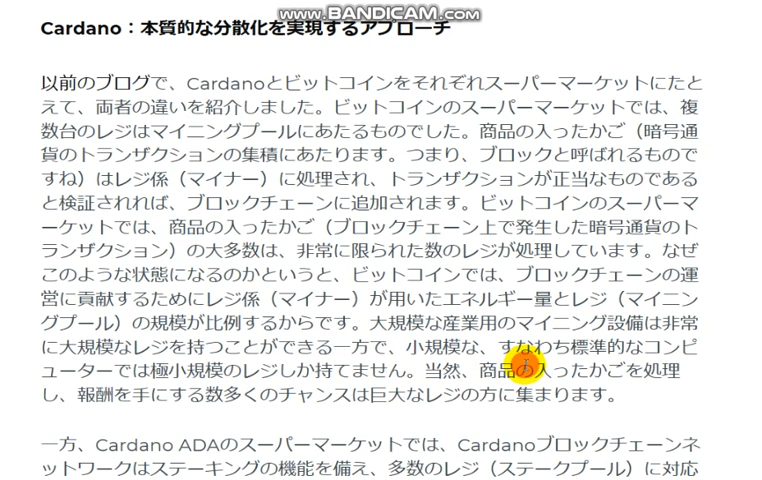 WWW.BANDICAM.com
Cardano：本質的な分散化を実現するアプローチ
以前のブログで、Cardanoとビットコインをそれぞれスーパーマーケットにたと
えて、両者の違いを紹介しました。ビットコインのスーパーマーケットでは、複
数台のレジはマイニングプールにあたるものでした。商品の入ったかご（暗号通
貨のトランザクションの集積にあたります。つまり、ブロックと呼ばれるもので
すね）はレジ係（マイナー）に処理され、トランザクションが正当なものである
と検証されれば、ブロックチェーンに追加されます。ビットコインのスーパーマ
ーケットでは、商品の入ったかご（ブロックチェーン上で発生した暗号通貨のト
ランザクション）の大多数は、非常に限られた数のレジが処理しています。なぜ
このような状態になるのかというと、ビットコインでは、ブロックチェーンの運
営に貢献するためにレジ係（マイナー）が用いたエネルギー量とレジ（マイニン
グプール）の規模が比例するからです。大規模な産業用のマイニング設備は非常
に大規模なレジを持つことができる一方で、小規模な、すなわち標準的なコンピ
ューターでは極小規模のレジしか持てません。当然、商品の入ったかごを処理
し、報酬を手にする数多くのチャンスは巨大なレジの方に集まります。
一方、Cardano ADAのスーパーマーケットでは、Cardanoブロックチェーンネ
ットワークはステーキングの機能を備え、多数のレジ（ステークプール）に対応